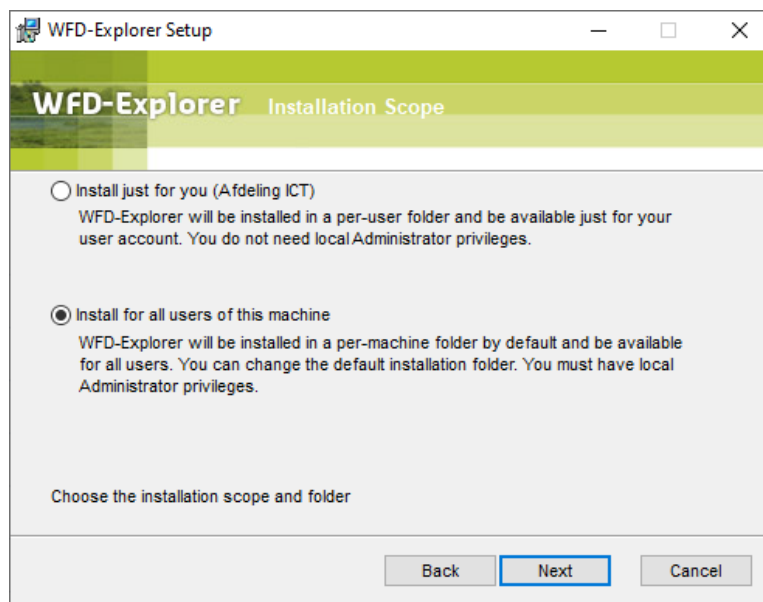 WFD-Explorer Setup
WFD-Explorer Installation Scope
Install just for you (Afdeling ICT)
WFD-Explorer will be installed in a per-user folder and be available just for your
user account. You do not need local Administrator privileges.
Install for all users of this machine
WFD-Explorer will be installed in a per-machine folder by default and be available
for all users. You can change the default installation folder. You must have local
Administrator privileges.
Choose the installation scope and folder
Back Next Cancel